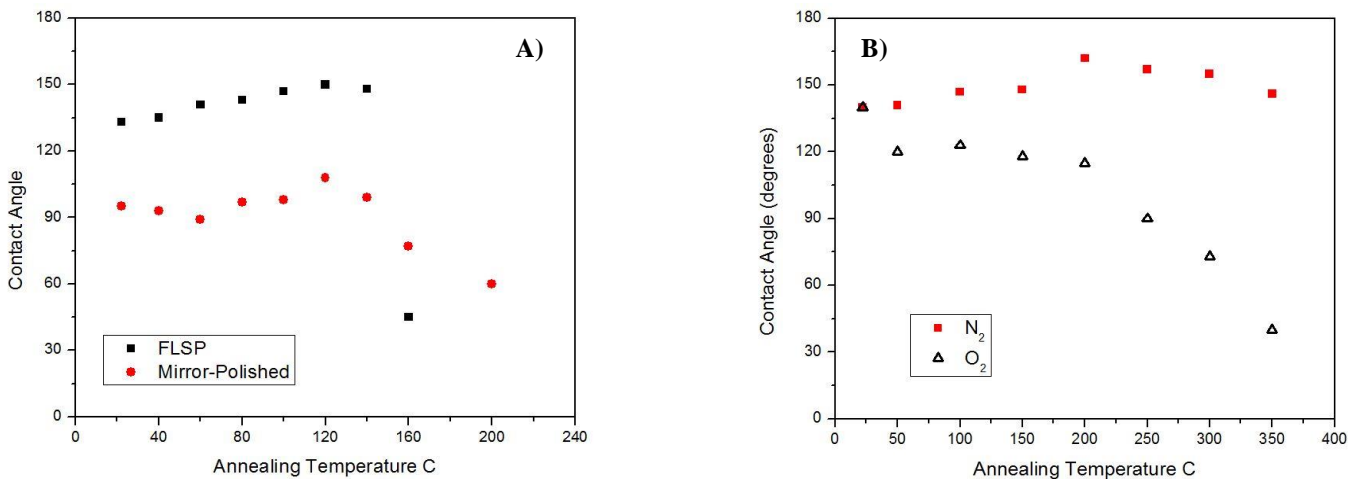 A)
180
150
120
90
60
30
0
Contact Angle
FLSP
Mirror-Polished
0 40 80 120 160 200 240
Annealing Temperature C
B)
180
150
120
90
60
30
0
Contact Angle (degrees)
N2
O2
0 50 100 150 200 250 300 350 400
Annealing Temperature C